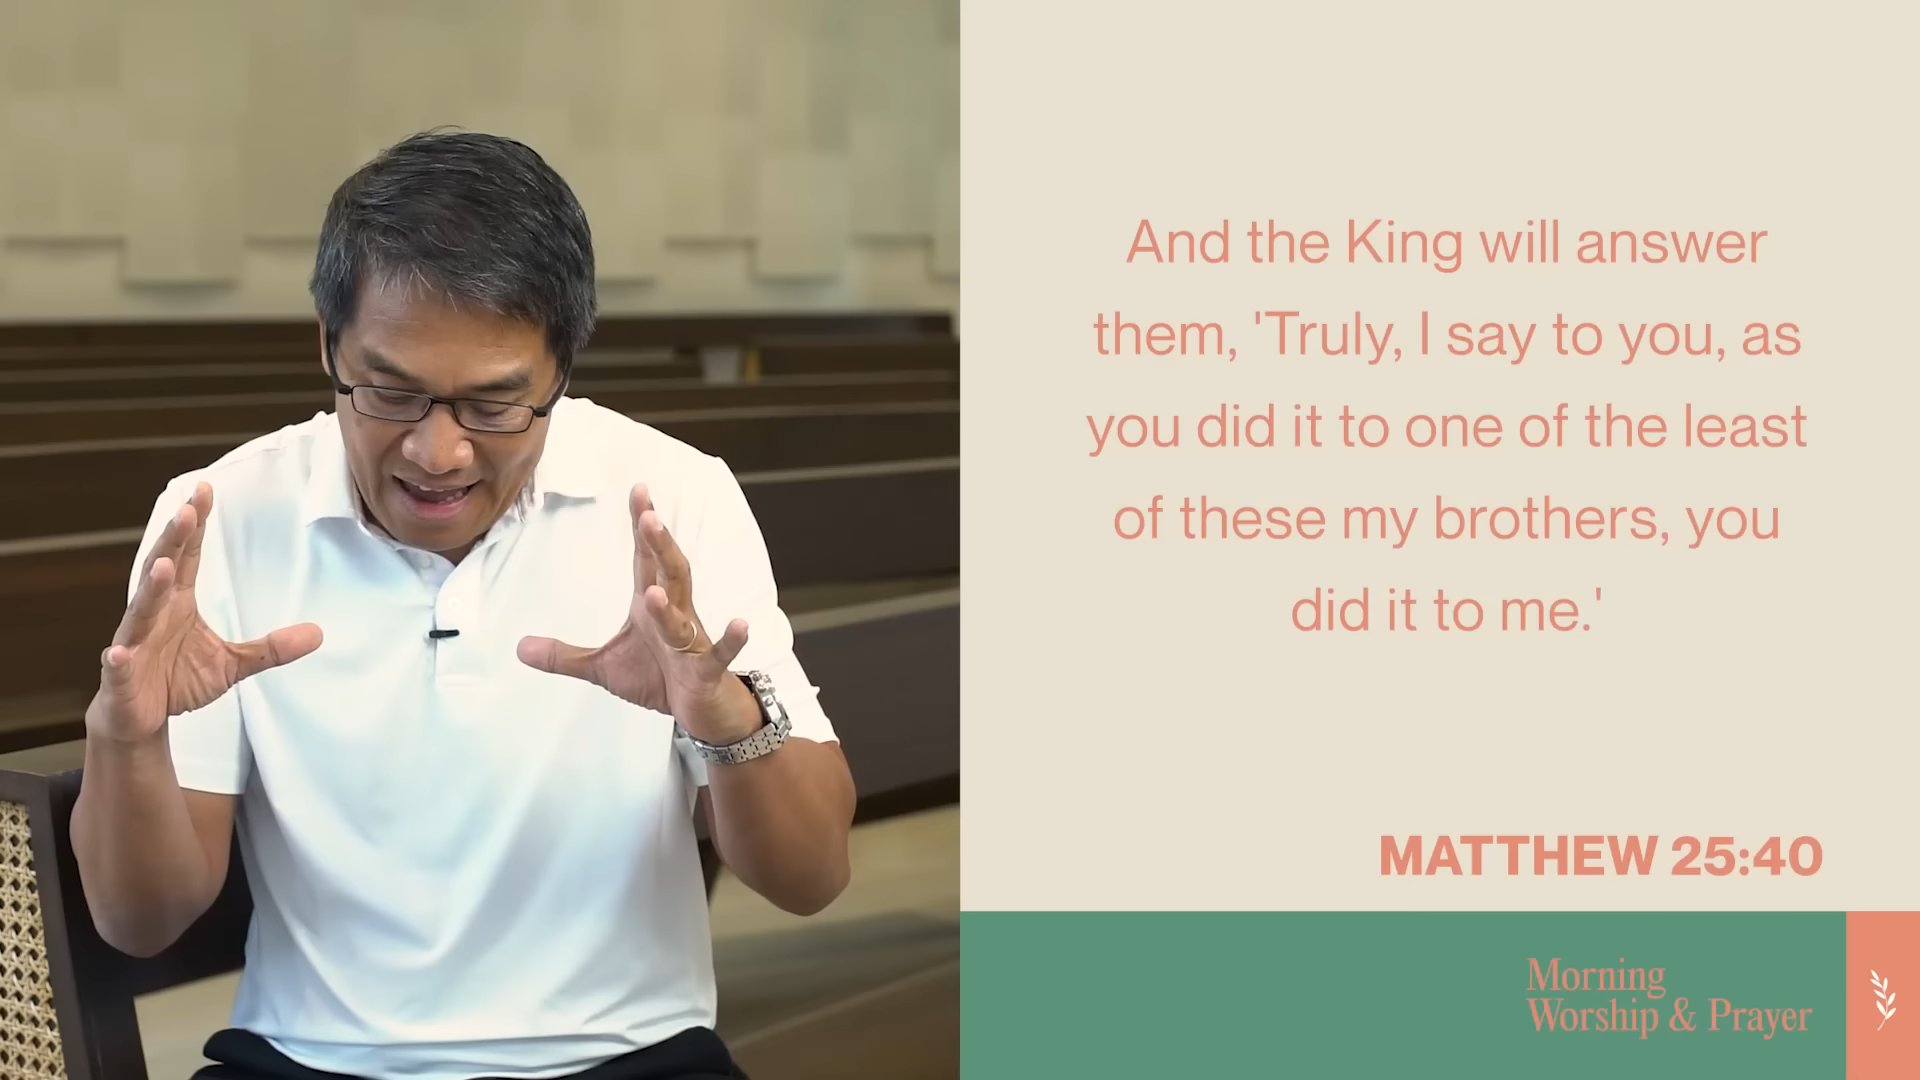 And the King will answer
them, 'Truly, I say to you, as
you did it to one of the least
of these my brothers, you
did it to me.'
MATTHEW 25:40
Morning
Worship & Prayer